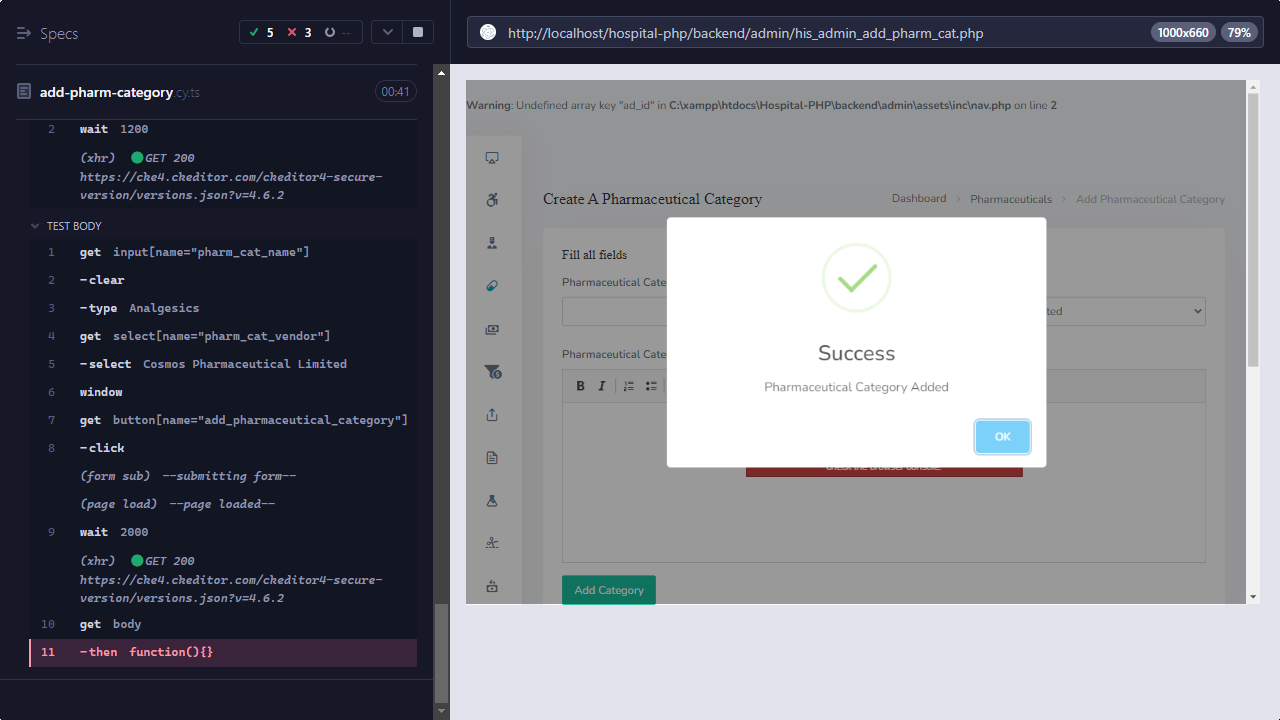 Specs
5
3
--
http://localhost/hospital-php/backend/admin/his_admin_add_pharm_cat.php
1000x660
79%
add-pharm-category.cy.ts
00:41
2 wait 1200
(xhr) GET 200
https://cke4.ckeditor.com/ckeditor4-secure-
version/versions.json?v=4.6.2
TEST BODY
1 get input[name="pharm_cat_name"]
2 -clear
3 -type Analgesics
4 get select[name="pharm_cat_vendor"]
5 -select Cosmos Pharmaceutical Limited
6 window
7 get button[name="add_pharmaceutical_category"]
8 -click
(form sub) --submitting form--
(page load) --page loaded--
9 wait 2000
(xhr) GET 200
https://cke4.ckeditor.com/ckeditor4-secure-
version/versions.json?v=4.6.2
10 get body
11 -then function(){}
Warning: Undefined array key "ad_id" in C:\xampp\htdocs\Hospital-PHP\backend\admin\assets\inc\nav.php on line 2
Create A Pharmaceutical Category
Dashboard > Pharmaceuticals > Add Pharmaceutical Category
Fill all fields
Pharmaceutical Cate
ted
Pharmaceutical Cate
B I
Success
Pharmaceutical Category Added
OK
check the browser console.
Add Category